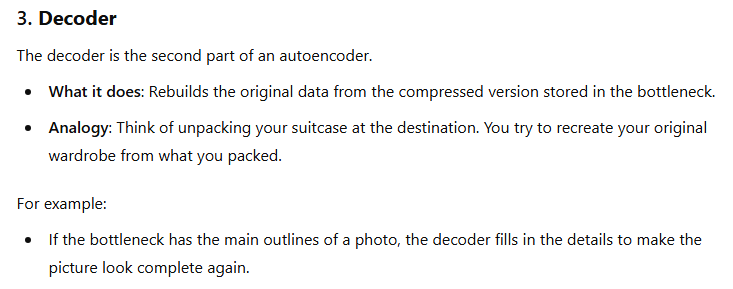 3. Decoder
The decoder is the second part of an autoencoder.
• What it does: Rebuilds the original data from the compressed version stored in the bottleneck.
• Analogy: Think of unpacking your suitcase at the destination. You try to recreate your original
wardrobe from what you packed.
For example:
• If the bottleneck has the main outlines of a photo, the decoder fills in the details to make the
picture look complete again.